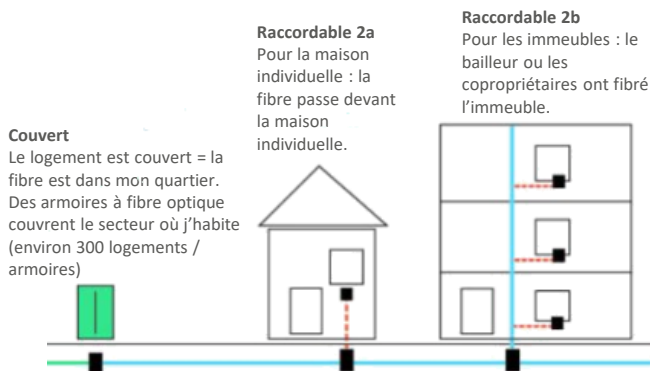 Couvert
Le logement est couvert = la
fibre est dans mon quartier.
Des armoires à fibre optique
couvrent le secteur où j’habite
(environ 300 logements /
armoires)
Raccordable 2a
Pour la maison
individuelle : la
fibre passe devant
la maison
individuelle.
Raccordable 2b
Pour les immeubles : le
bailleur ou les
copropriétaires ont fibré
l’immeuble.